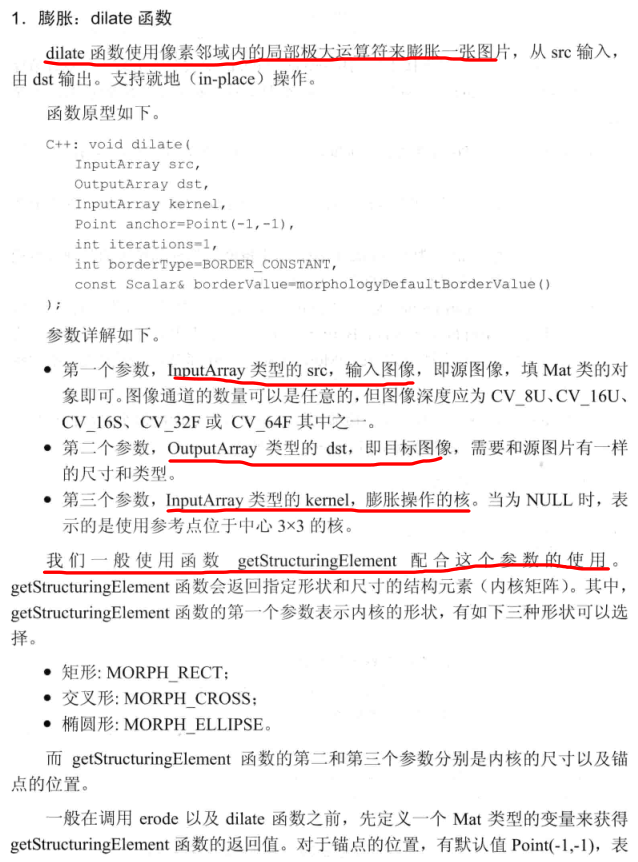 1．膨胀：dilate 函数
dilate 函数使用像素邻域内的局部极大运算符来膨胀一张图片，从 src 输入，
由 dst 输出。支持就地（in-place）操作。
函数原型如下。
C++: void dilate(
InputArray src,
OutputArray dst,
InputArray kernel,
Point anchor=Point(-1,-1),
int iterations=1,
int borderType=BORDER_CONSTANT,
const Scalar& borderValue=morphologyDefaultBorderValue()
);
参数详解如下。
● 第一个参数，InputArray 类型的 src，输入图像，即源图像，填 Mat 类的对
象即可。图像通道的数量可以是任意的，但图像深度应为 CV_8U、CV_16U、
CV_16S、CV_32F 或 CV_64F 其中之一。
● 第二个参数，OutputArray 类型的 dst，即目标图像，需要和源图片有一样
的尺寸和类型。
● 第三个参数，InputArray 类型的 kernel，膨胀操作的核。当为 NULL 时，表
示的是使用参考点位于中心 3×3 的核。
我们一般使用函数 getStructuringElement 配合这个参数的使用。
getStructuringElement 函数会返回指定形状和尺寸的结构元素（内核矩阵）。其中，
getStructuringElement 函数的第一个参数表示内核的形状，有如下三种形状可以选
择。
● 矩形: MORPH_RECT;
● 交叉形: MORPH_CROSS;
● 椭圆形: MORPH_ELLIPSE。
而 getStructuringElement 函数的第二和第三个参数分别是内核的尺寸以及锚
点的位置。
一般在调用 erode 以及 dilate 函数之前，先定义一个 Mat 类型的变量来获得
getStructuringElement 函数的返回值。对于锚点的位置，有默认值 Point(-1,-1)，表